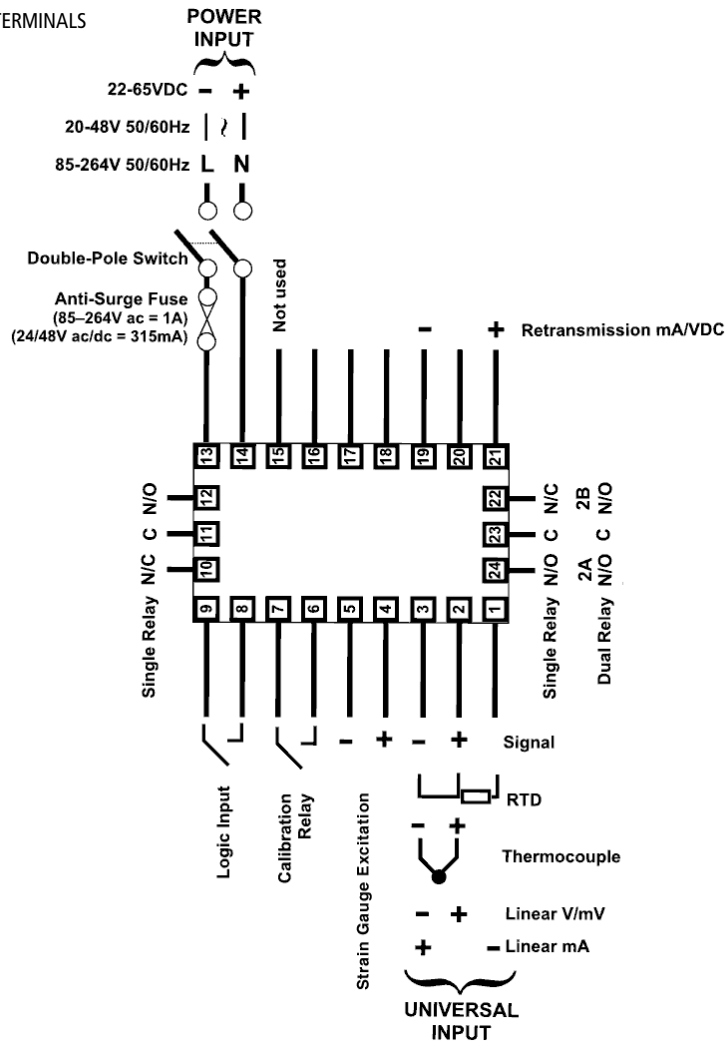 TERMINALS
POWER
INPUT
22-65VDC − +
20-48V 50/60Hz | ~ |
85-264V 50/60Hz L N
Double-Pole Switch
Anti-Surge Fuse
(85–264V ac = 1A)
(24/48V ac/dc = 315mA)
Not used
− + Retransmission mA/VDC
13 14 15 16 17 18 19 20 21
N/O 12
C 11
N/C 10
Single Relay
22 N/C 2B N/O
23 C C
24 N/O 2A N/O
Single Relay
Dual Relay
9 8 7 6 5 4 3 2 1
− + − + Signal
Logic Input
Calibration
Relay
Strain Gauge Excitation
RTD
− +
Thermocouple
− + Linear V/mV
+ − Linear mA
UNIVERSAL
INPUT